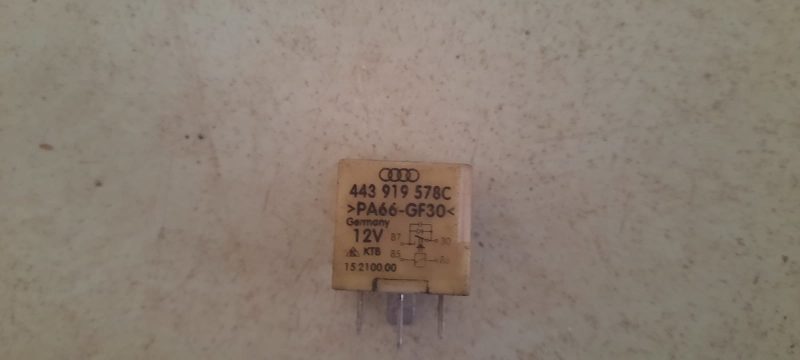 443 919 578C
>PA66-GF30<
Germany
12V
87 30
KTB
85 86
15 2100 00